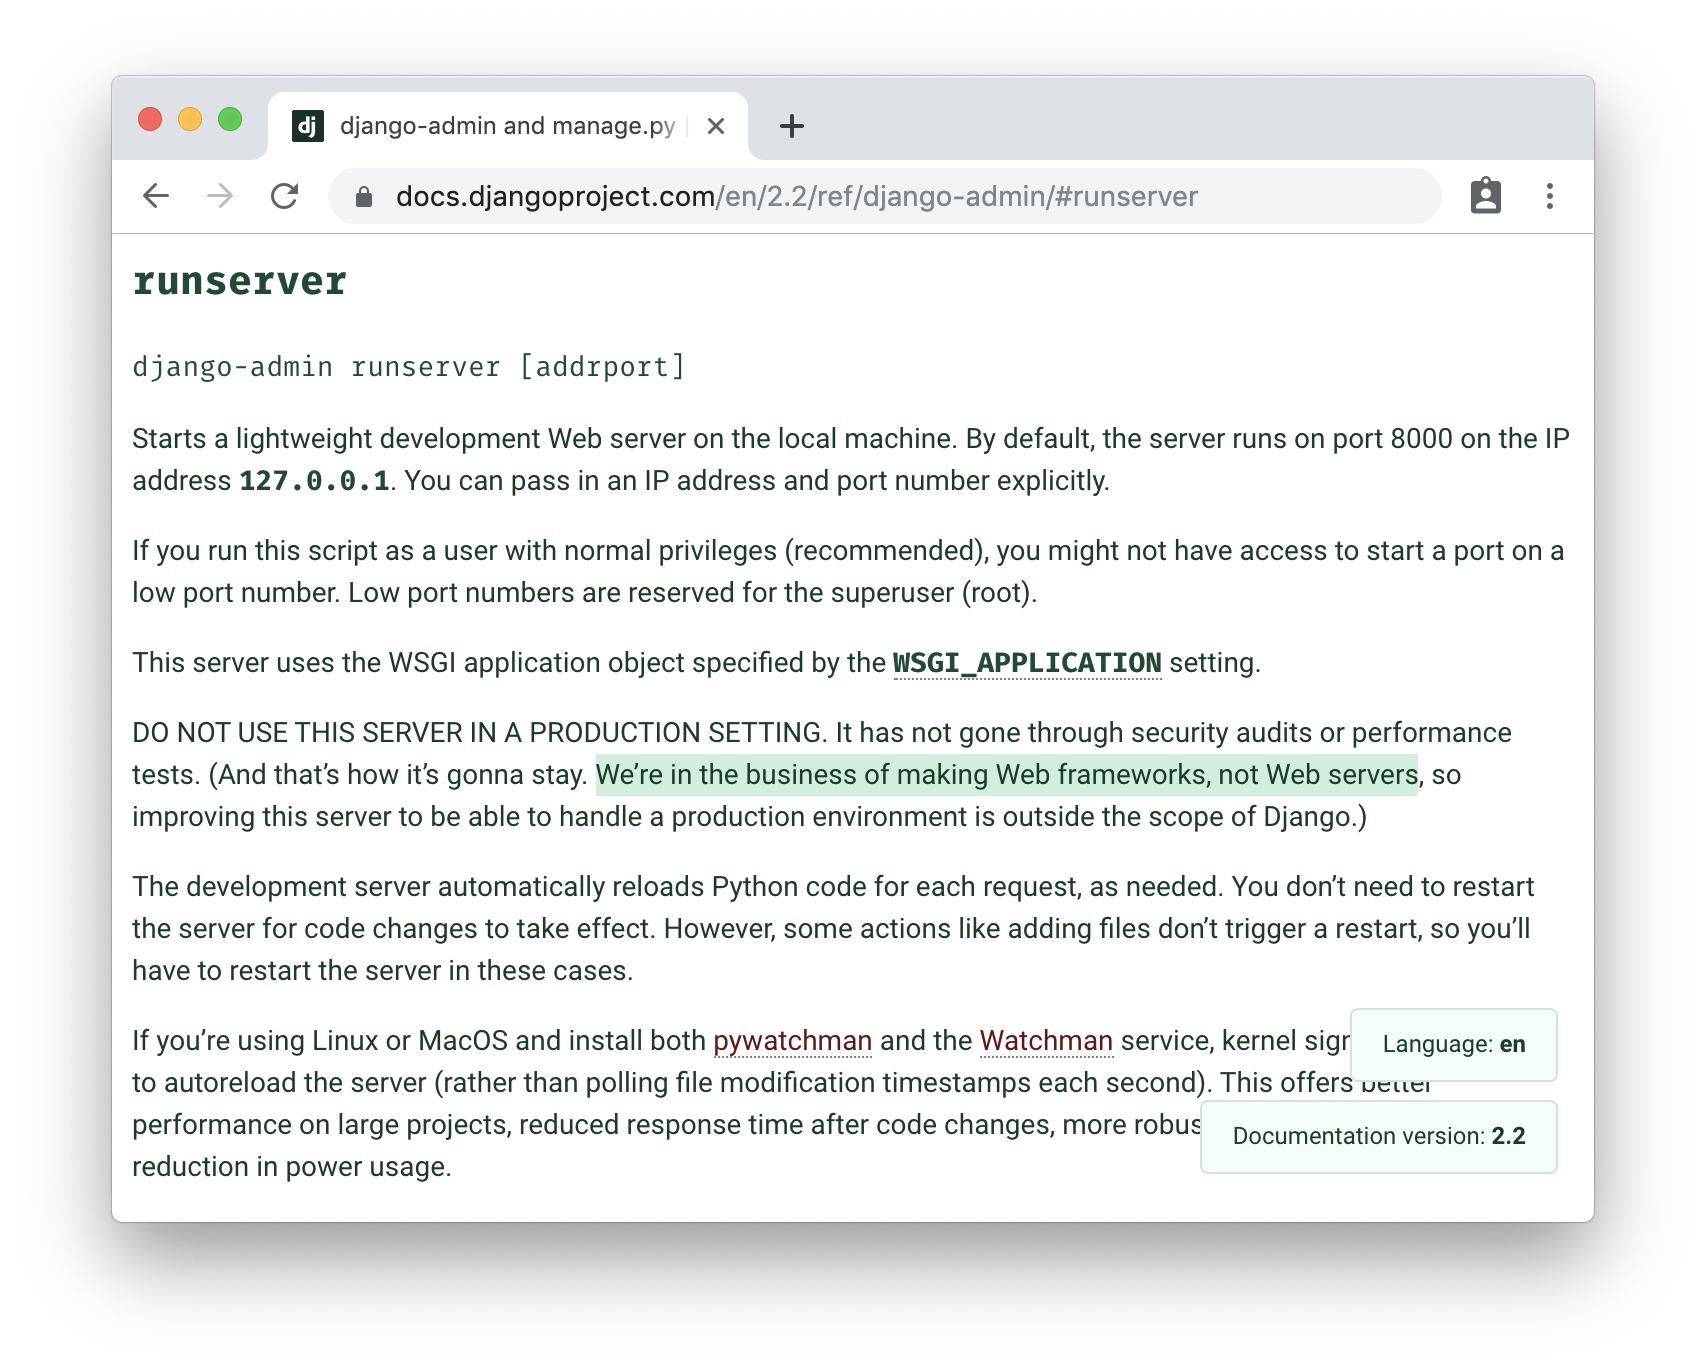 dj django-admin and manage.py
docs.djangoproject.com/en/2.2/ref/django-admin/#runserver
runserver
django-admin runserver [addrport]
Starts a lightweight development Web server on the local machine. By default, the server runs on port 8000 on the IP
address 127.0.0.1. You can pass in an IP address and port number explicitly.
If you run this script as a user with normal privileges (recommended), you might not have access to start a port on a
low port number. Low port numbers are reserved for the superuser (root).
This server uses the WSGI application object specified by the WSGI_APPLICATION setting.
DO NOT USE THIS SERVER IN A PRODUCTION SETTING. It has not gone through security audits or performance
tests. (And that’s how it’s gonna stay. We’re in the business of making Web frameworks, not Web servers, so
improving this server to be able to handle a production environment is outside the scope of Django.)
The development server automatically reloads Python code for each request, as needed. You don’t need to restart
the server for code changes to take effect. However, some actions like adding files don’t trigger a restart, so you’ll
have to restart the server in these cases.
If you’re using Linux or MacOS and install both pywatchman and the Watchman service, kernel
to autoreload the server (rather than polling file modification timestamps each second). This offers better
performance on large projects, reduced response time after code changes, more
reduction in power usage.
Language: en
Documentation version: 2.2